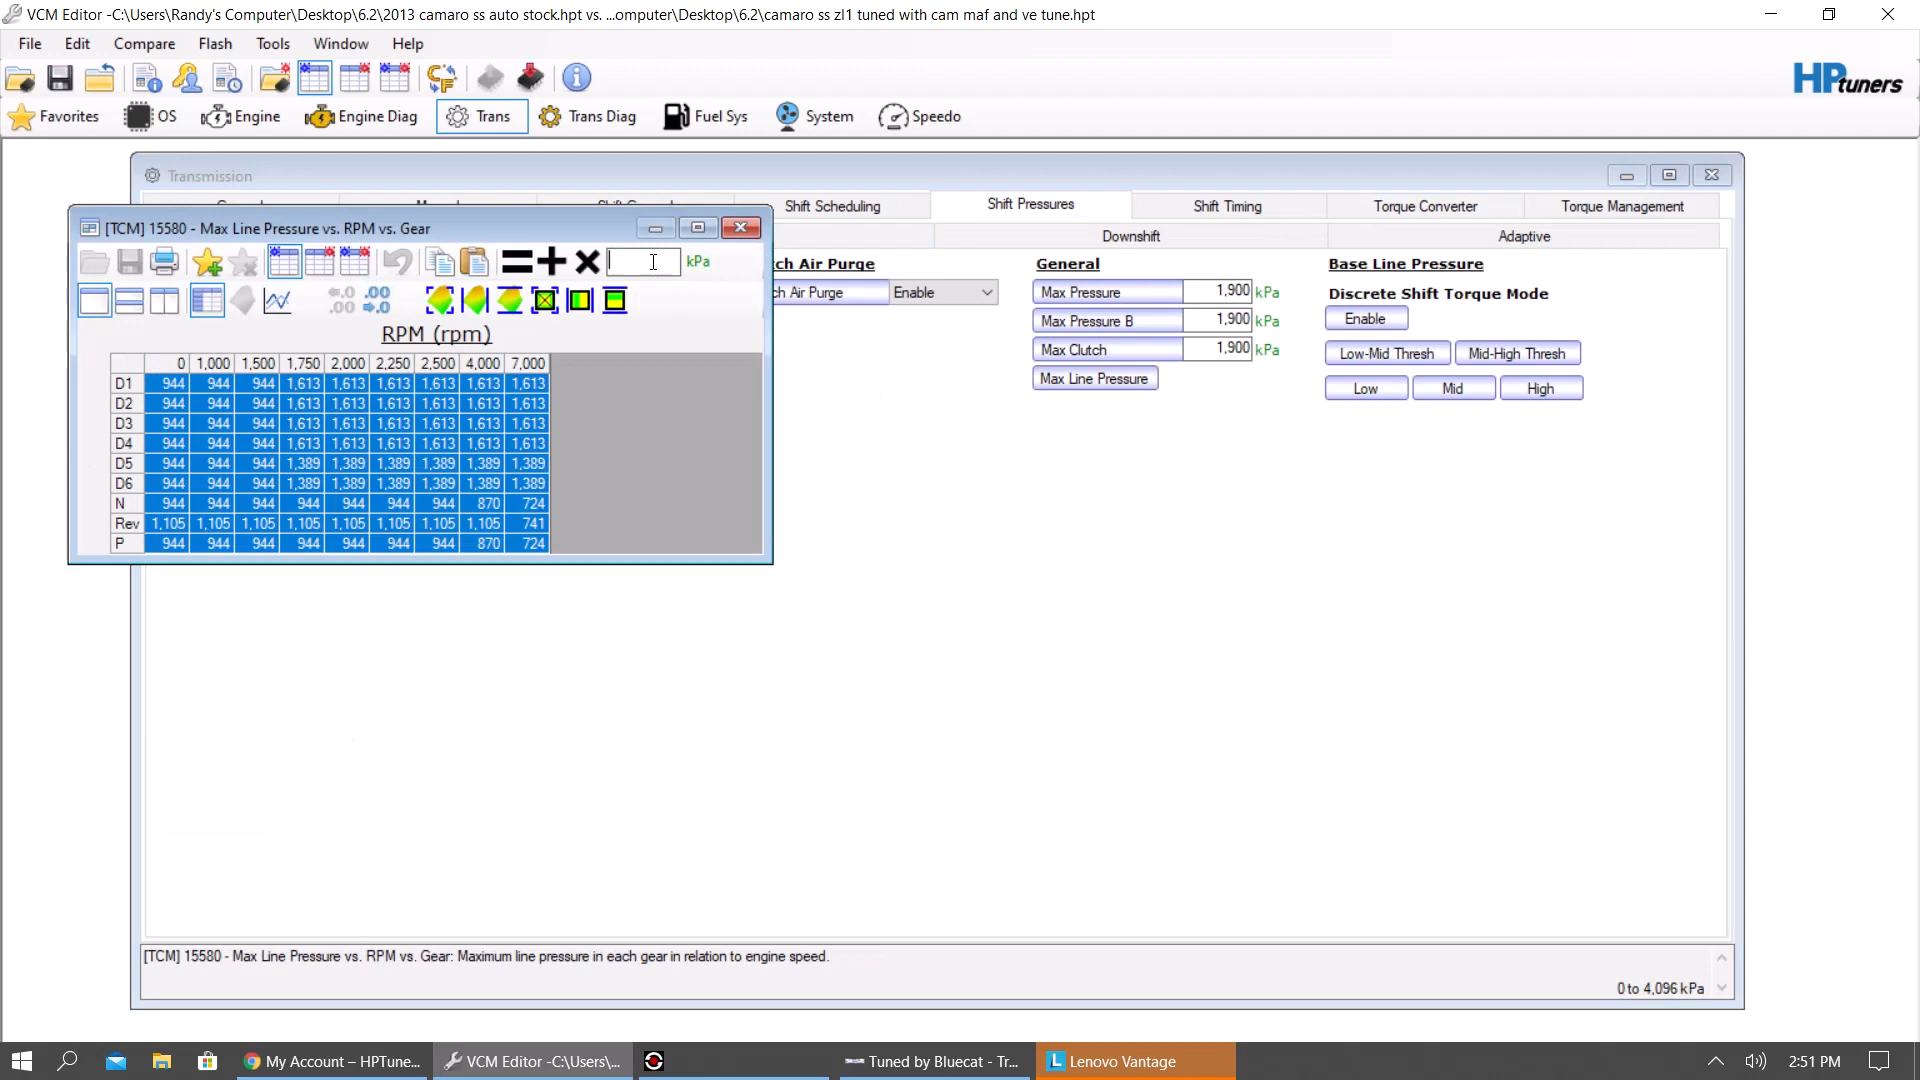 VCM Editor -C:\Users\Randy's Computer\Desktop\6.2\2013 camaro ss auto stock.hpt vs. ...omputer\Desktop\6.2\camaro ss zl1 tuned with cam maf and ve tune.hpt
File Edit Compare Flash Tools Window Help
HPtuners
Favorites OS Engine Engine Diag Trans Trans Diag Fuel Sys System Speedo
Transmission
Shift Scheduling Shift Pressures Shift Timing Torque Converter Torque Management
Downshift Adaptive
[TCM] 15580 - Max Line Pressure vs. RPM vs. Gear
kPa
RPM (rpm)
0 1,000 1,500 1,750 2,000 2,250 2,500 4,000 7,000
D1 944 944 944 1,613 1,613 1,613 1,613 1,613 1,613
D2 944 944 944 1,613 1,613 1,613 1,613 1,613 1,613
D3 944 944 944 1,613 1,613 1,613 1,613 1,613 1,613
D4 944 944 944 1,613 1,613 1,613 1,613 1,613 1,613
D5 944 944 944 1,389 1,389 1,389 1,389 1,389 1,389
D6 944 944 944 1,389 1,389 1,389 1,389 1,389 1,389
N 944 944 944 944 944 944 944 870 724
Rev 1,105 1,105 1,105 1,105 1,105 1,105 1,105 1,105 741
P 944 944 944 944 944 944 944 870 724
tch Air Purge
ch Air Purge Enable
General
Max Pressure 1,900 kPa
Max Pressure B 1,900 kPa
Max Clutch 1,900 kPa
Max Line Pressure
Base Line Pressure
Discrete Shift Torque Mode
Enable
Low-Mid Thresh Mid-High Thresh
Low Mid High
[TCM] 15580 - Max Line Pressure vs. RPM vs. Gear: Maximum line pressure in each gear in relation to engine speed.
0 to 4,096 kPa
My Account – HPTune... VCM Editor -C:\Users\... Tuned by Bluecat - Tr... Lenovo Vantage 2:51 PM